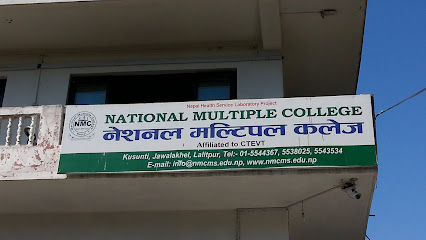 Nepal Health Service Laboratory Project
NATIONAL MULTIPLE COLLEGE
नेशनल मल्टिपल कलेज
Affiliated to CTEVT
Kusunti, Jawalakhel, Lalitpur, Tel:- 01-5544367, 5538025, 5543534
E-mail: info@nmcms.edu.np, www.nmcms.edu.np
NMC